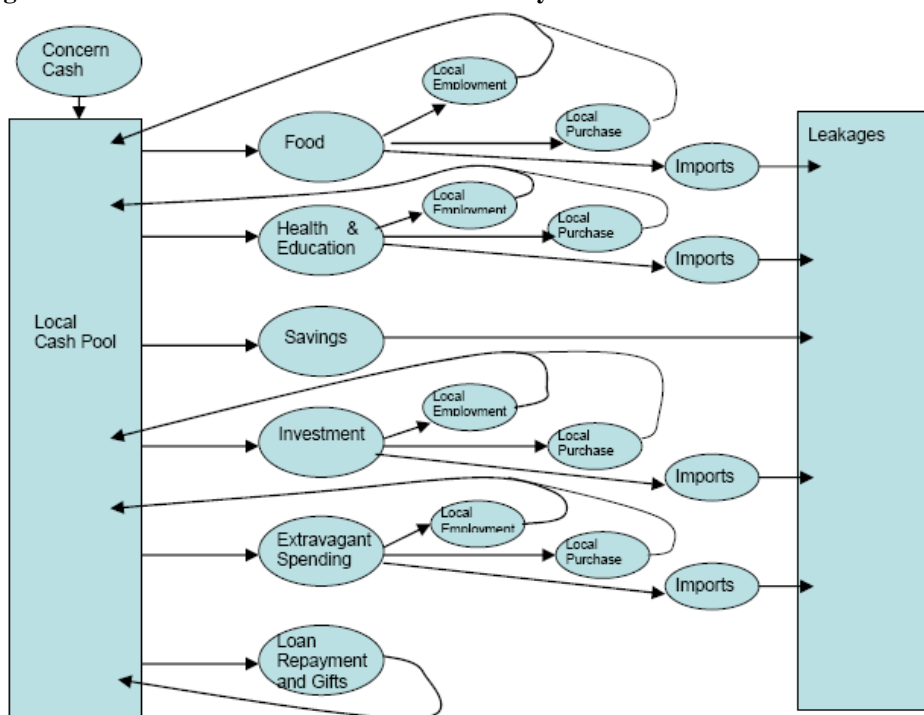 Concern
Cash
Local
Employment
Local
Purchase
Leakages
Food
Imports
Local
Employment
Health &
Education
Local
Purchase
Imports
Local
Cash Pool
Savings
Local
Employment
Investment
Local
Purchase
Imports
Local
Employment
Extravagant
Spending
Local
Purchase
Imports
Loan
Repayment
and Gifts